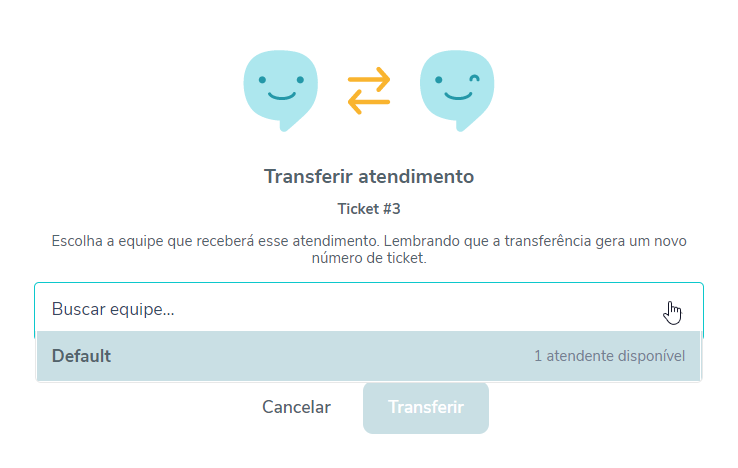 Transferir atendimento
Ticket #3
Escolha a equipe que receberá esse atendimento. Lembrando que a transferência gera um novo
número de ticket.
Buscar equipe...
Default 1 atendente disponível
Cancelar Transferir